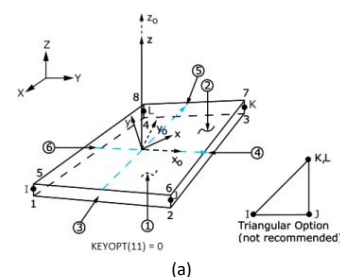 z₀
z
Z
Y
X
⑤
②
8
7
L
K
4
y
y₀
3
x
⑥
x₀
④
5
I
1
6
J
2
③
①
K,L
I
J
Triangular Option
(not recommended)
KEYOPT(11) = 0
(a)